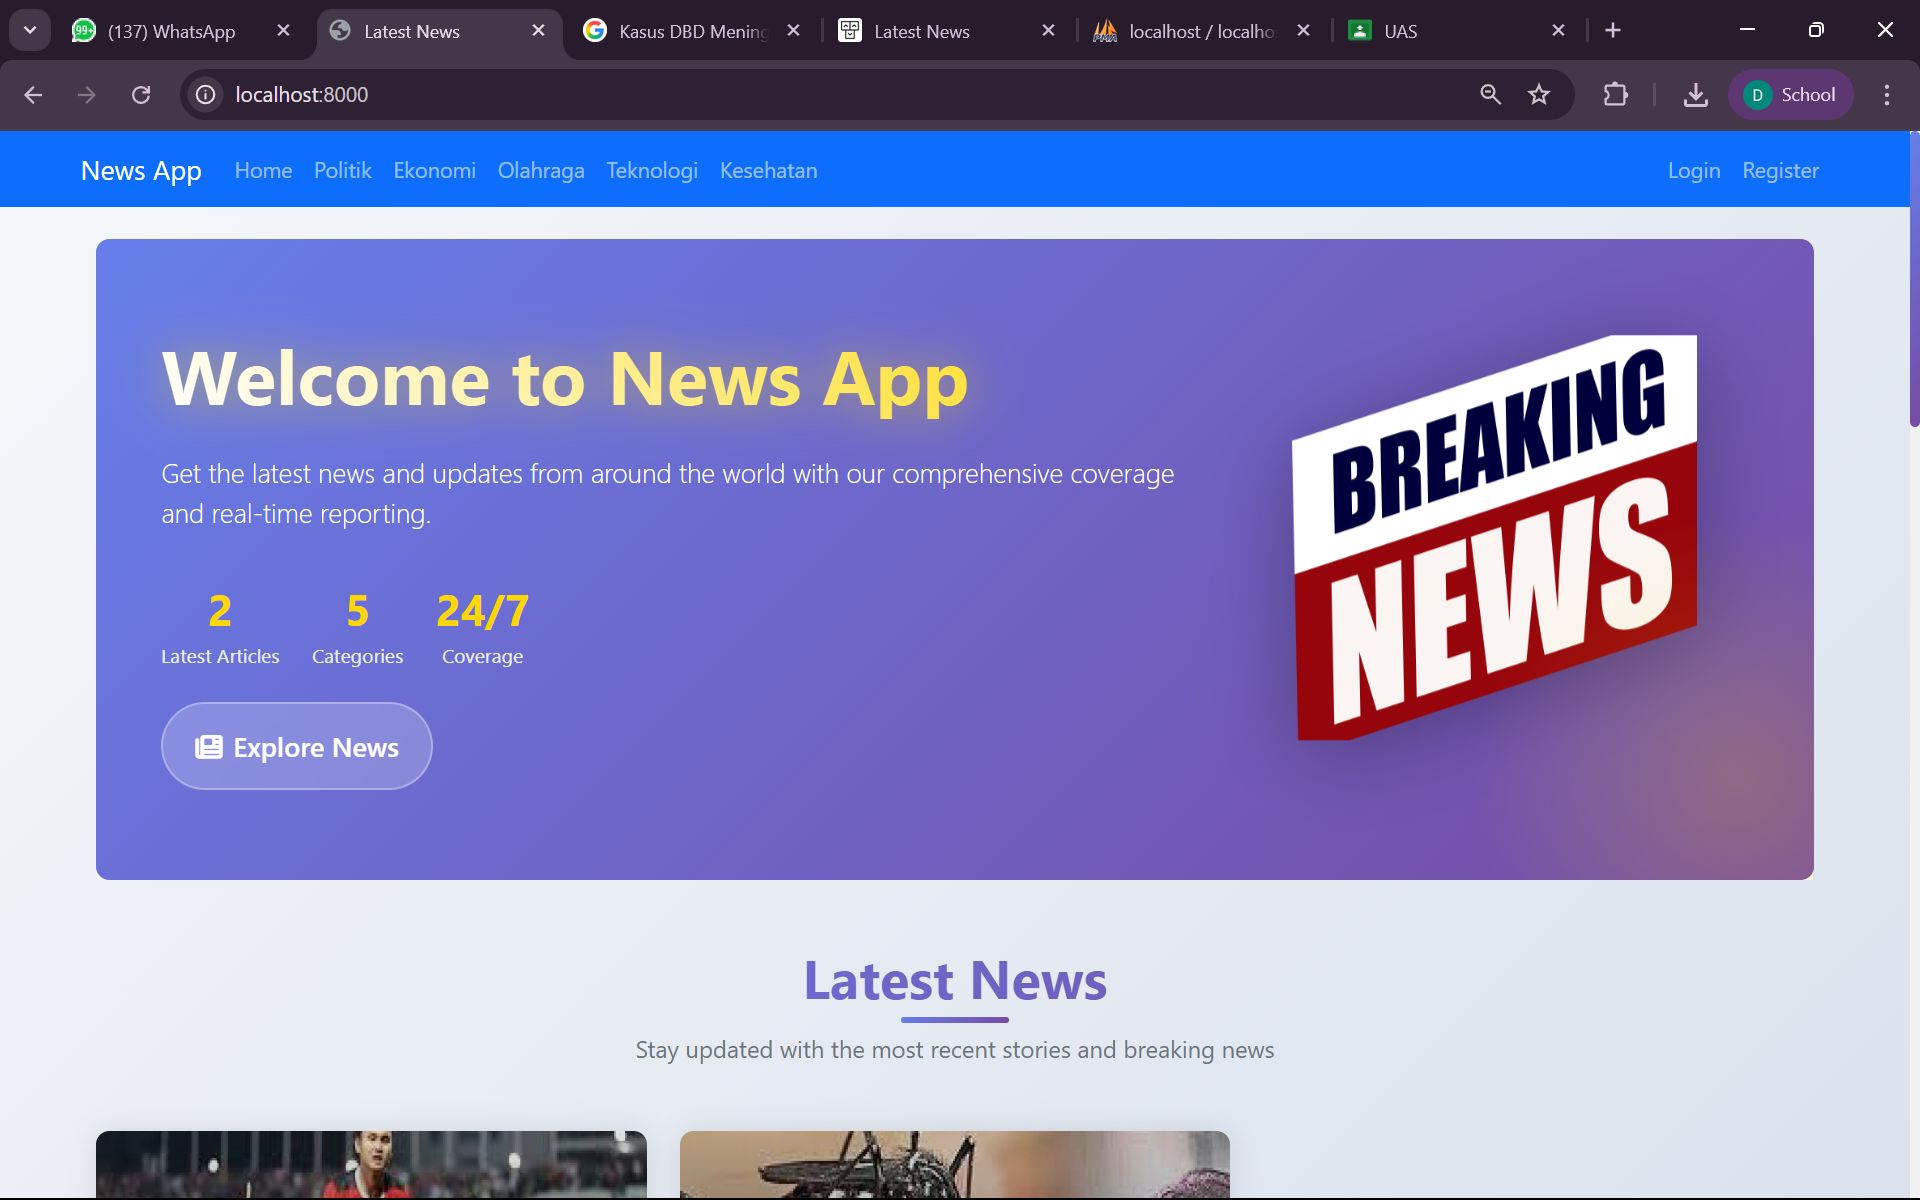 99+ (137) WhatsApp
Latest News
Kasus DBD Mening
Latest News
PMA localhost / localho
UAS
localhost:8000
D School
News App Home Politik Ekonomi Olahraga Teknologi Kesehatan Login Register
Welcome to News App
Get the latest news and updates from around the world with our comprehensive coverage
and real-time reporting.
2 5 24/7
Latest Articles Categories Coverage
Explore News
BREAKING
NEWS
Latest News
Stay updated with the most recent stories and breaking news